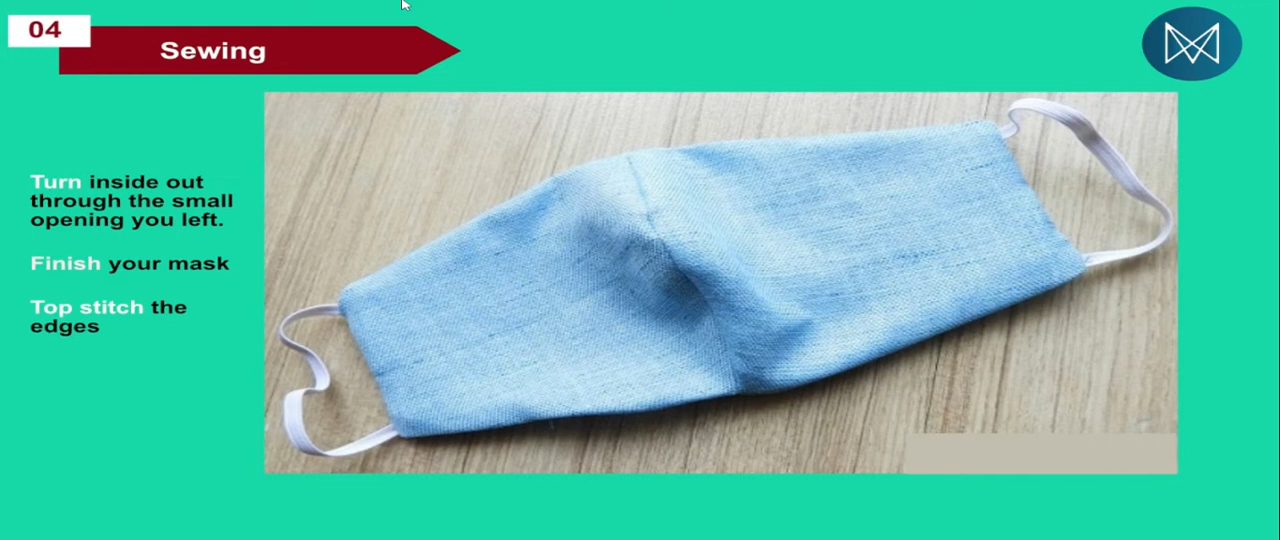 04
Sewing
Turn inside out
through the small
opening you left.
Finish your mask
Top stitch the
edges